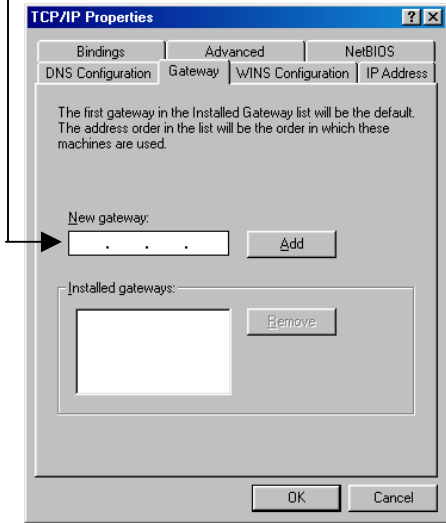 TCP/IP Properties
? ×
Bindings Advanced NetBIOS
DNS Configuration Gateway WINS Configuration IP Address
The first gateway in the Installed Gateway list will be the default.
The address order in the list will be the order in which these
machines are used.
New gateway:
. . .
Add
Installed gateways:
Remove
OK Cancel